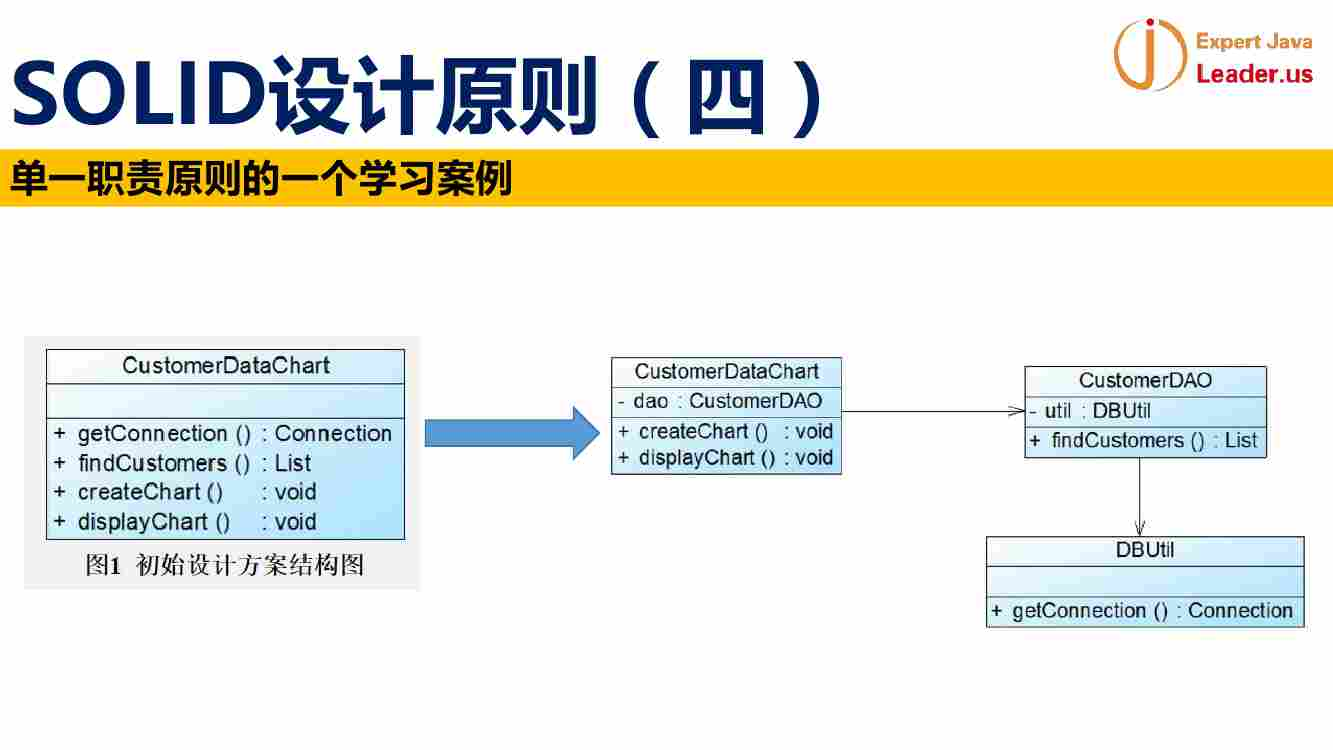 SOLID设计原则（四）
Expert Java
Leader.us
单一职责原则的一个学习案例
CustomerDataChart
+ getConnection () : Connection
+ findCustomers () : List
+ createChart () : void
+ displayChart () : void
图1 初始设计方案结构图
CustomerDataChart
- dao : CustomerDAO
+ createChart () : void
+ displayChart () : void
CustomerDAO
- util : DBUtil
+ findCustomers () : List
DBUtil
+ getConnection () : Connection